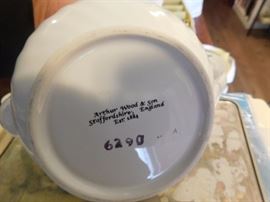 Arthur Wood & Son
Staffordshire, England
Est. 1884
6290